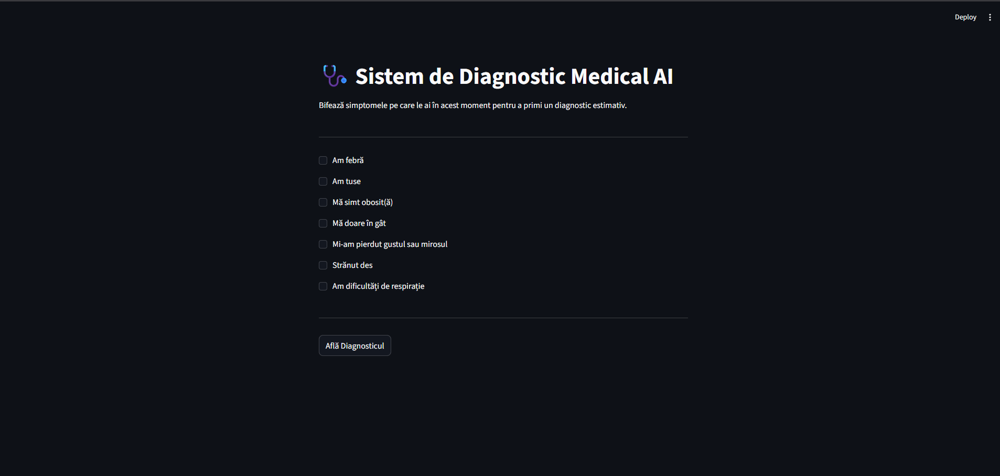 Deploy
Sistem de Diagnostic Medical AI
Bifează simptomele pe care le ai în acest moment pentru a primi un diagnostic estimativ.
Am febră
Am tuse
Mă simt obosit(ă)
Mă doare în gât
Mi-am pierdut gustul sau mirosul
Strănut des
Am dificultăți de respirație
Află Diagnosticul